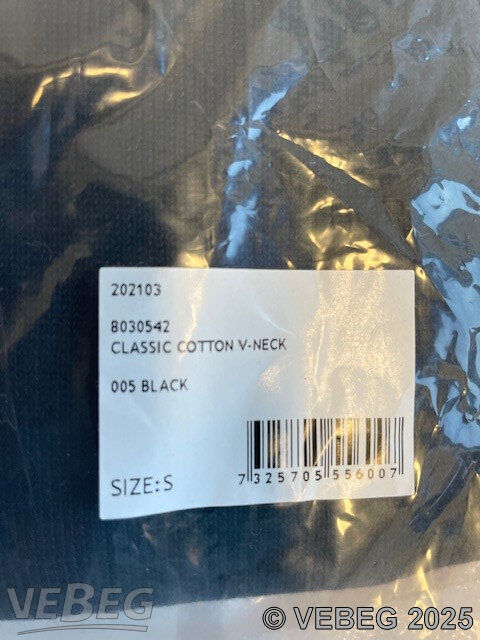 202103
8030542
CLASSIC COTTON V-NECK
005 BLACK
SIZE: S
7 325705 556007
VEBEG
© VEBEG 2025